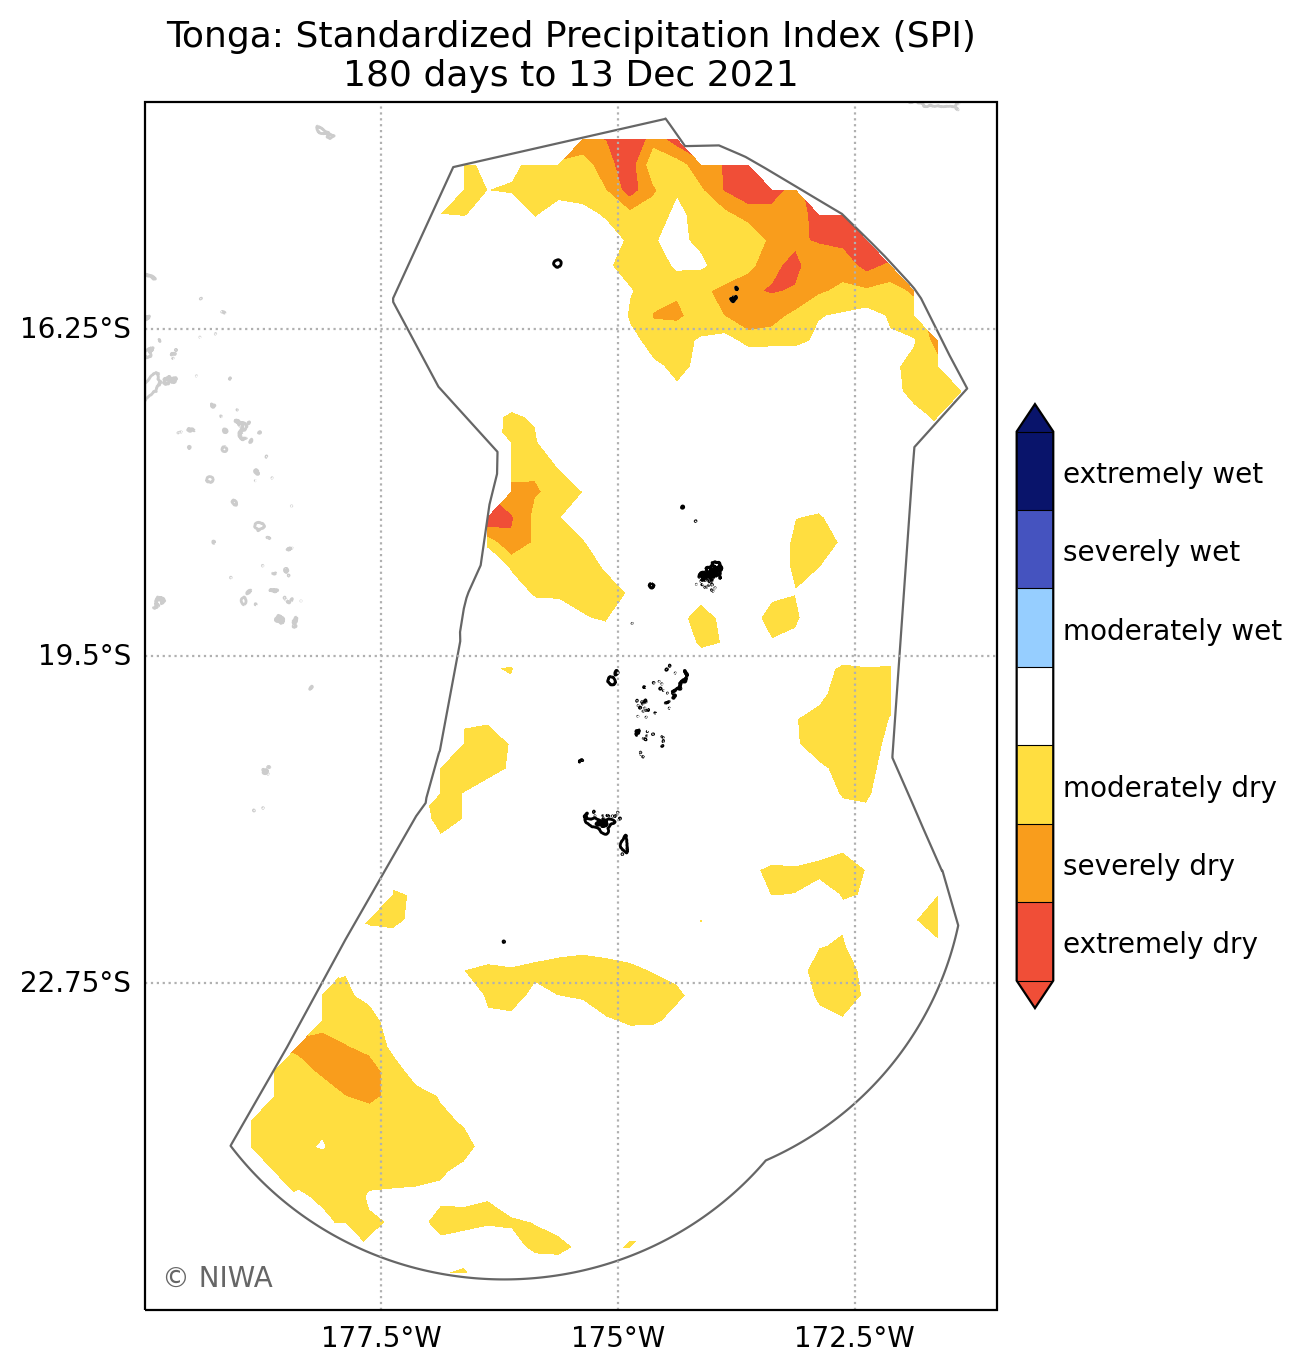 Tonga: Standardized Precipitation Index (SPI)
180 days to 13 Dec 2021
16.25°S
19.5°S
22.75°S
177.5°W
175°W
172.5°W
extremely wet
severely wet
moderately wet
moderately dry
severely dry
extremely dry
© NIWA